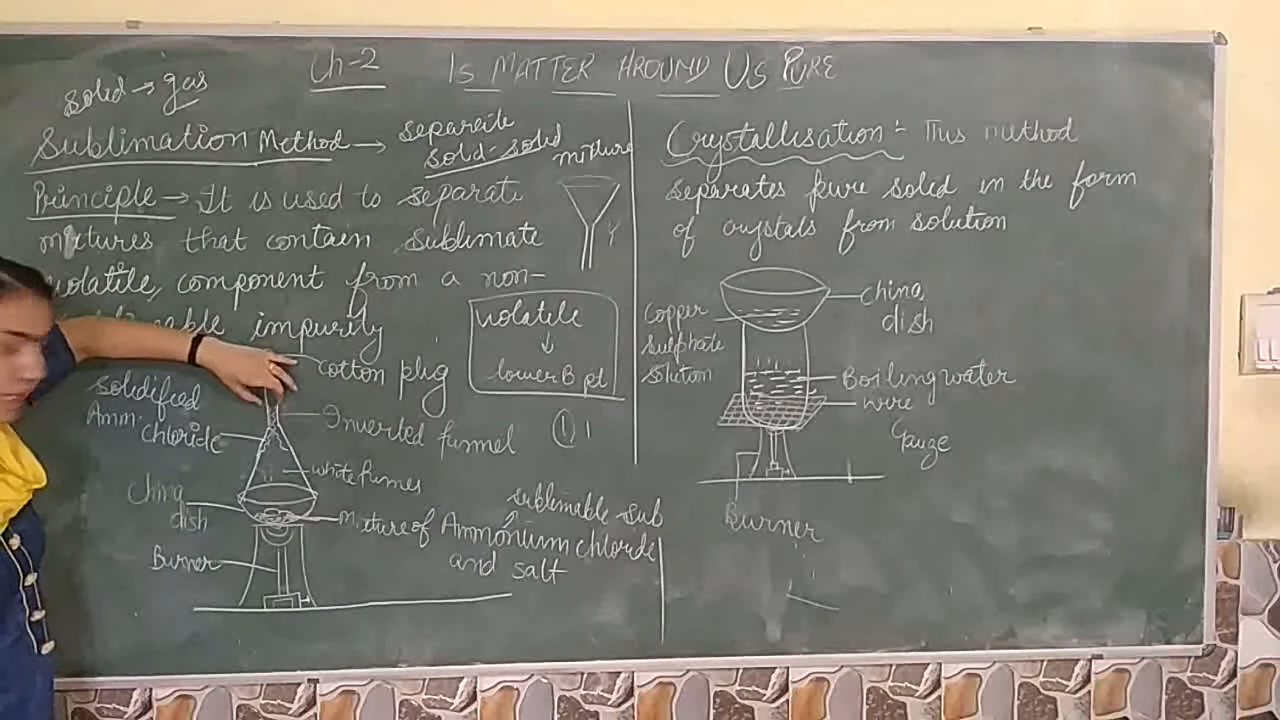 Ch-2 IS MATTER AROUND US PURE
solid → gas
Sublimation Method → separate
solid-solid
mixture
Principle → It is used to separate
mixtures that contain sublimate
volatile, component from a non-
impurity
volatile
↓
lower B pt
cotton plug
solidified
Amm.
chloride
Inverted funnel
1
white fumes
China
dish
sublimable sub
Mixture of Ammonium chloride
and salt
Burner
Crystallisation :- This method
separates pure solid in the form
of crystals from solution
China
dish
Copper
sulphate
solution
Boiling water
wire
Gauze
Burner